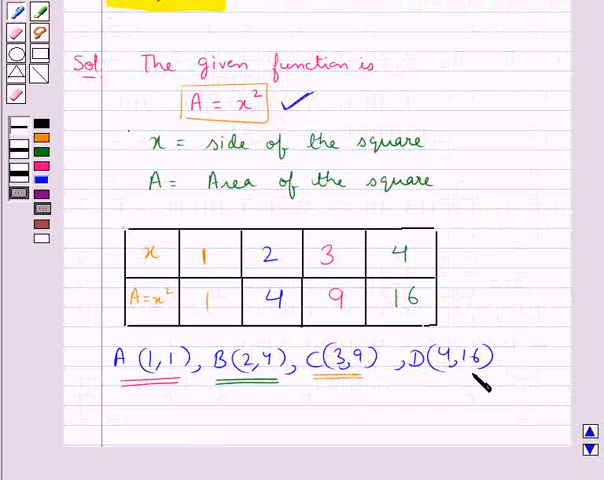 Sol. The given function is
A = x²
x = side of the square
A = Area of the square
x 1 2 3 4
A=x² 1 4 9 16
A (1,1), B(2,4), C(3,9) , D(4,16)